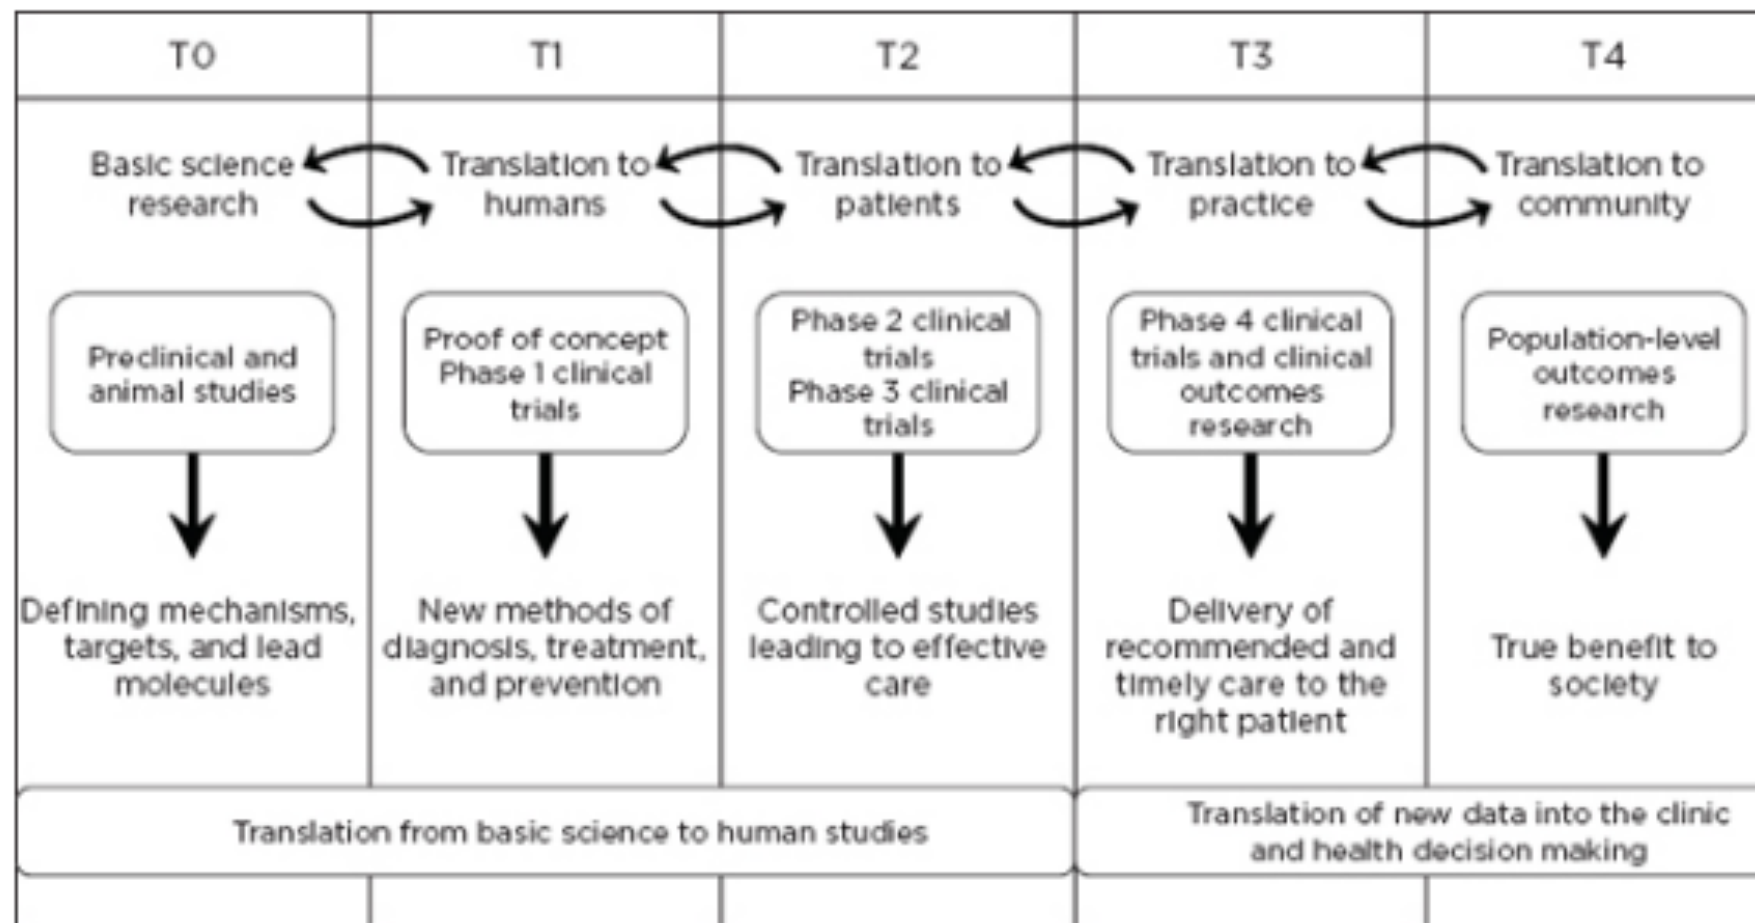 T0
T1
T2
T3
T4
Basic science
research
Translation to
humans
Translation to
patients
Translation to
practice
Translation to
community
Preclinical and
animal studies
Proof of concept
Phase 1 clinical
trials
Phase 2 clinical
trials
Phase 3 clinical
trials
Phase 4 clinical
trials and clinical
outcomes
research
Population-level
outcomes
research
Defining mechanisms,
targets, and lead
molecules
New methods of
diagnosis, treatment,
and prevention
Controlled studies
leading to effective
care
Delivery of
recommended and
timely care to the
right patient
True benefit to
society
Translation from basic science to human studies
Translation of new data into the clinic
and health decision making